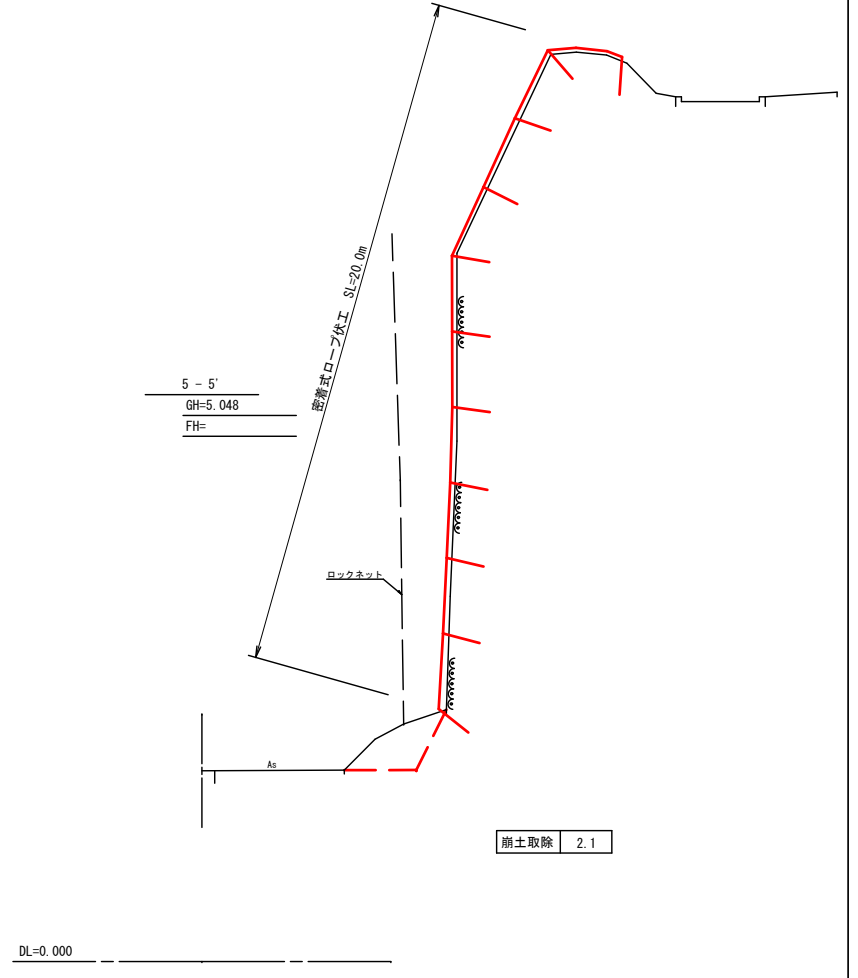 密着式ロープ伏工 SL=20.0m
5 - 5'
GH=5.048
FH=
ロックネット
As
崩土取除 2.1
DL=0.000